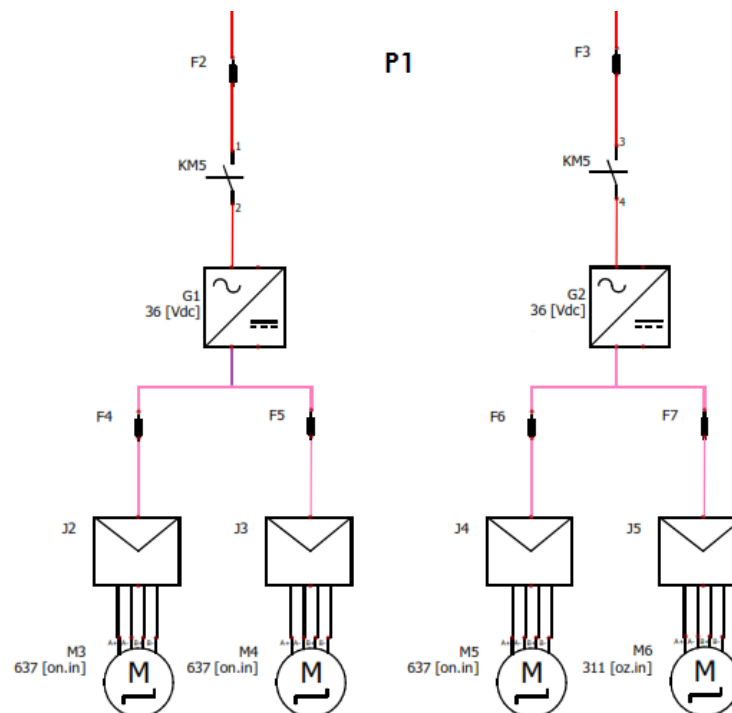 F2
P1
F3
1
3
KM5
KM5
2
4
G1
36 [Vdc]
G2
36 [Vdc]
F4
F5
F6
F7
J2
J3
J4
J5
A+ A- B+ B-
A+ A- B+ B-
A+ A- B+ B-
A+ A- B+ B-
M3
637 [on.in]
M
M4
637 [on.in]
M
M5
637 [on.in]
M
M6
311 [oz.in]
M